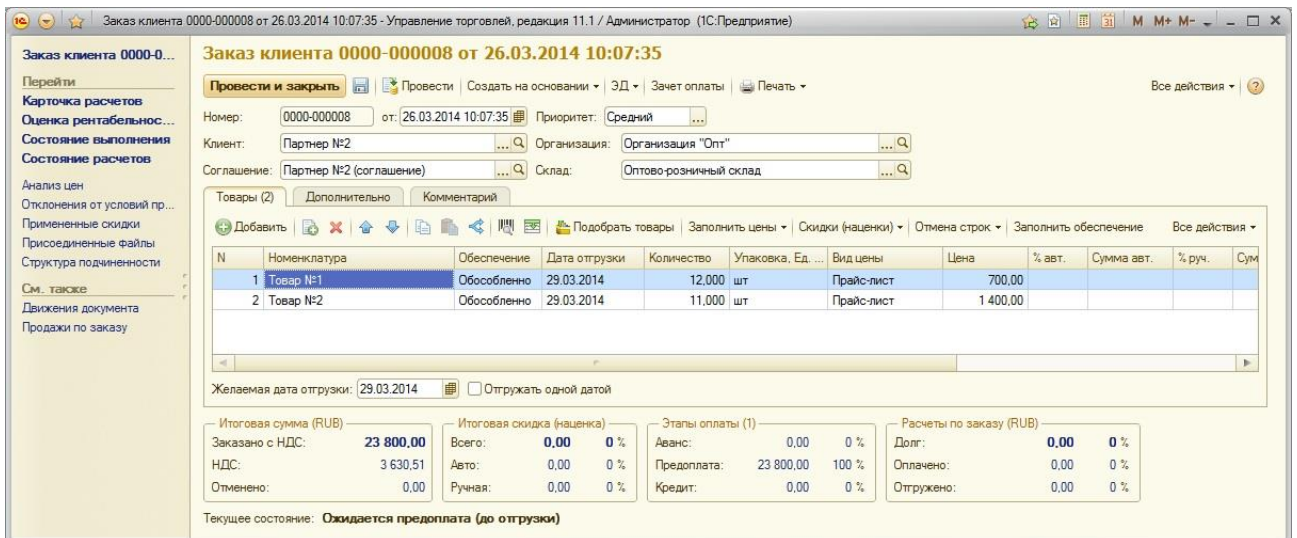 Заказ клиента 0000-000008 от 26.03.2014 10:07:35 - Управление торговлей, редакция 11.1 / Администратор (1С:Предприятие) M M+ M-
Заказ клиента 0000-0...
Перейти
Карточка расчетов
Оценка рентабельнос...
Состояние выполнения
Состояние расчетов
Анализ цен
Отклонения от условий пр...
Примененные скидки
Присоединенные файлы
Структура подчиненности
См. также
Движения документа
Продажи по заказу
Заказ клиента 0000-000008 от 26.03.2014 10:07:35
Провести и закрыть Провести Создать на основании ЭД Зачет оплаты Печать Все действия
Номер: 0000-000008 от: 26.03.2014 10:07:35 Приоритет: Средний ...
Клиент: Партнер №2 ... Организация: Организация "Опт" ...
Соглашение: Партнер №2 (соглашение) ... Склад: Оптово-розничный склад ...
Товары (2) Дополнительно Комментарий
Добавить Подобрать товары Заполнить цены Скидки (наценки) Отмена строк Заполнить обеспечение Все действия
N Номенклатура Обеспечение Дата отгрузки Количество Упаковка, Ед. ... Вид цены Цена % авт. Сумма авт. % руч. Сум
1 Товар №1 Обособленно 29.03.2014 12,000 шт Прайс-лист 700,00
2 Товар №2 Обособленно 29.03.2014 11,000 шт Прайс-лист 1 400,00
Желаемая дата отгрузки: 29.03.2014 Отгружать одной датой
Итоговая сумма (RUB) Итоговая скидка (наценка) Этапы оплаты (1) Расчеты по заказу (RUB)
Заказано с НДС: 23 800,00 Всего: 0,00 0 % Аванс: 0,00 0 % Долг: 0,00 0 %
НДС: 3 630,51 Авто: 0,00 0 % Предоплата: 23 800,00 100 % Оплачено: 0,00 0 %
Отменено: 0,00 Ручная: 0,00 0 % Кредит: 0,00 0 % Отгружено: 0,00 0 %
Текущее состояние: Ожидается предоплата (до отгрузки)